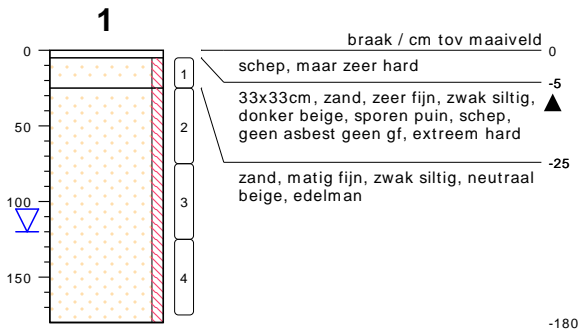 1
braak / cm tov maaiveld
0
0
schep, maar zeer hard
-5
1
33x33cm, zand, zeer fijn, zwak siltig,
donker beige, sporen puin, schep,
geen asbest geen gf, extreem hard
50
2
-25
zand, matig fijn, zwak siltig, neutraal
beige, edelman
100
3
150
4
-180